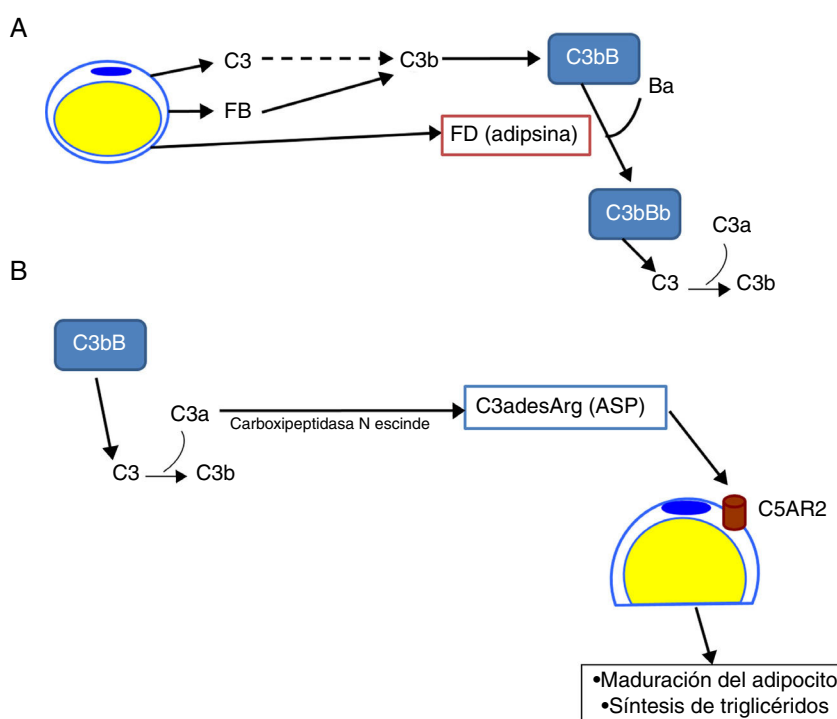 A
C3
C3b
C3bB
FB
Ba
FD (adipsina)
C3bBb
C3a
C3
C3b
B
C3bB
C3a
Carboxipeptidasa N escinde
C3adesArg (ASP)
C3
C3b
C5AR2
•Maduración del adipocito
•Síntesis de triglicéridos